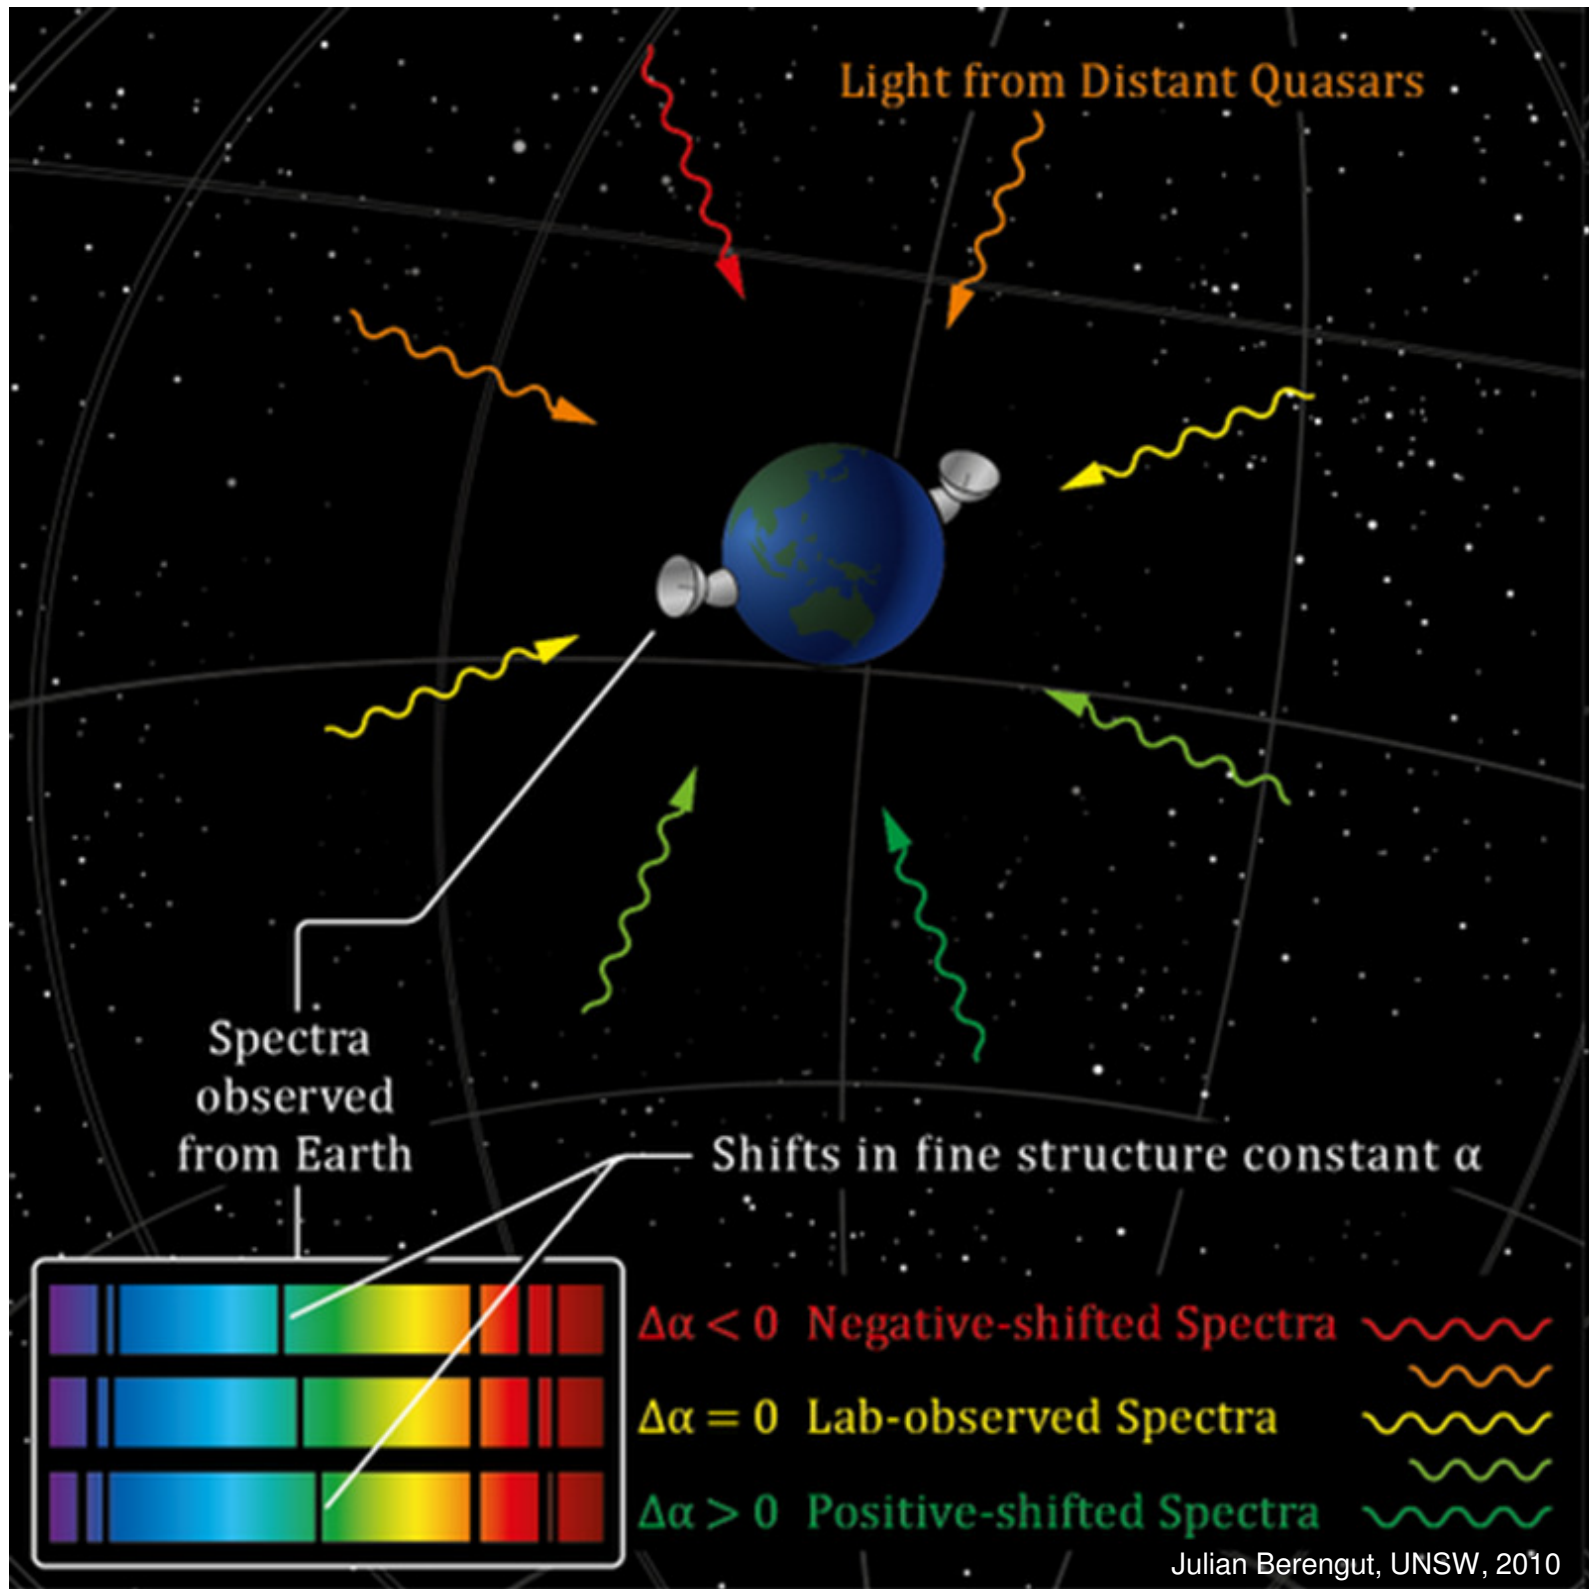 Light from Distant Quasars
Spectra
observed
from Earth
Shifts in fine structure constant α
Δα < 0 Negative-shifted Spectra
Δα = 0 Lab-observed Spectra
Δα > 0 Positive-shifted Spectra
Julian Berengut, UNSW, 2010